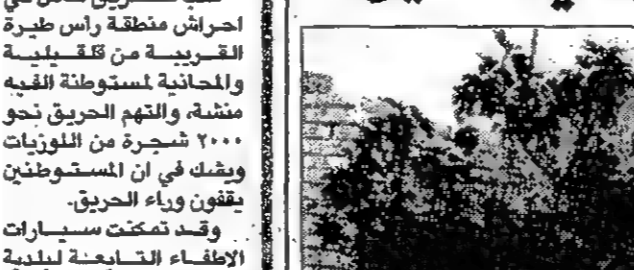 احراش منطقة راس طيرة
القريبة من قلقيلية
والمحانية لمستوطنة الفيه
منشة، والتهم الحريق نحو
٢٠٠٠ شجرة من اللوزيات
ويشك في ان المستوطنين
يقفون وراء الحريق.
وقد تمكنت سيارات
الاطفاء التابعة لبلدية